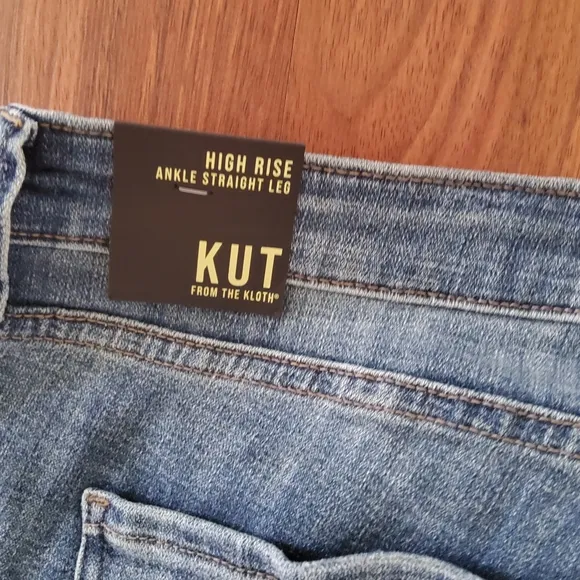 HIGH RISE
ANKLE STRAIGHT LEG
KUT
FROM THE KLOTH®